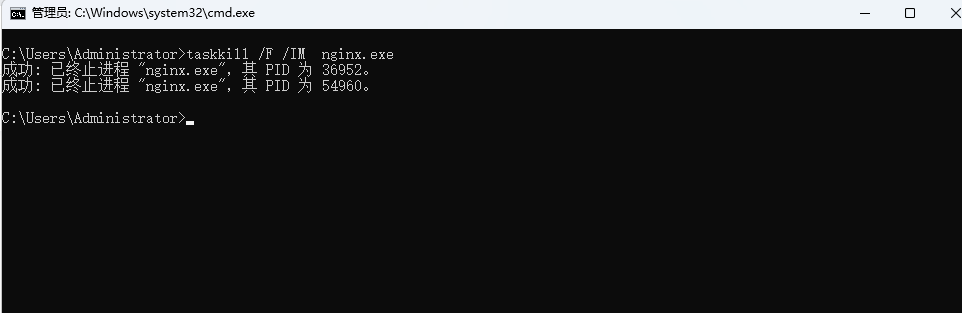 管理员: C:\Windows\system32\cmd.exe
C:\Users\Administrator>taskkill /F /IM  nginx.exe
成功: 已终止进程 "nginx.exe"，其 PID 为 36952。
成功: 已终止进程 "nginx.exe"，其 PID 为 54960。
C:\Users\Administrator>